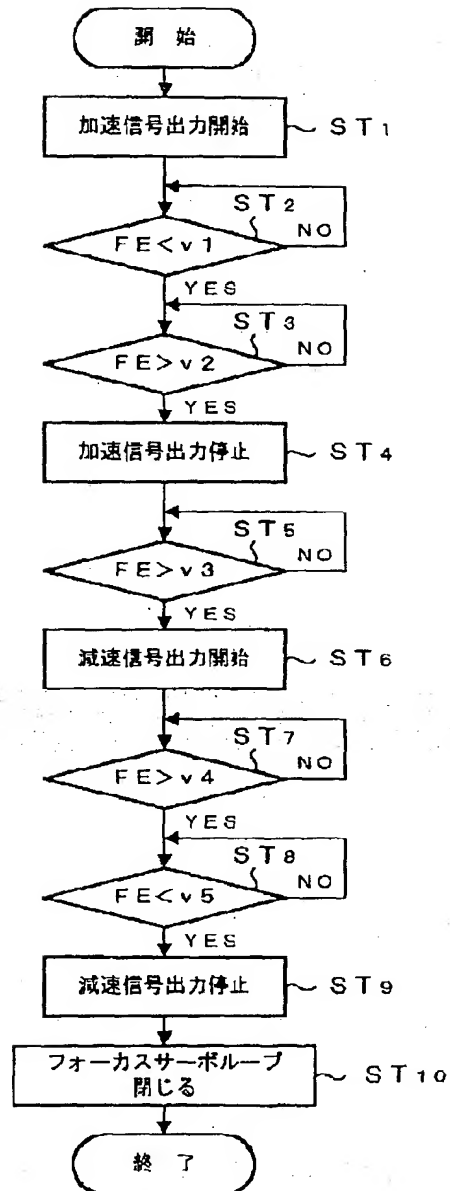 開 始
加速信号出力開始 ST1
ST2
FE<v1 NO
YES
ST3
FE>v2 NO
YES
加速信号出力停止 ST4
ST5
FE>v3 NO
YES
減速信号出力開始 ST6
ST7
FE>v4 NO
YES
ST8
FE<v5 NO
YES
減速信号出力停止 ST9
フォーカスサーボループ
閉じる ST10
終 了